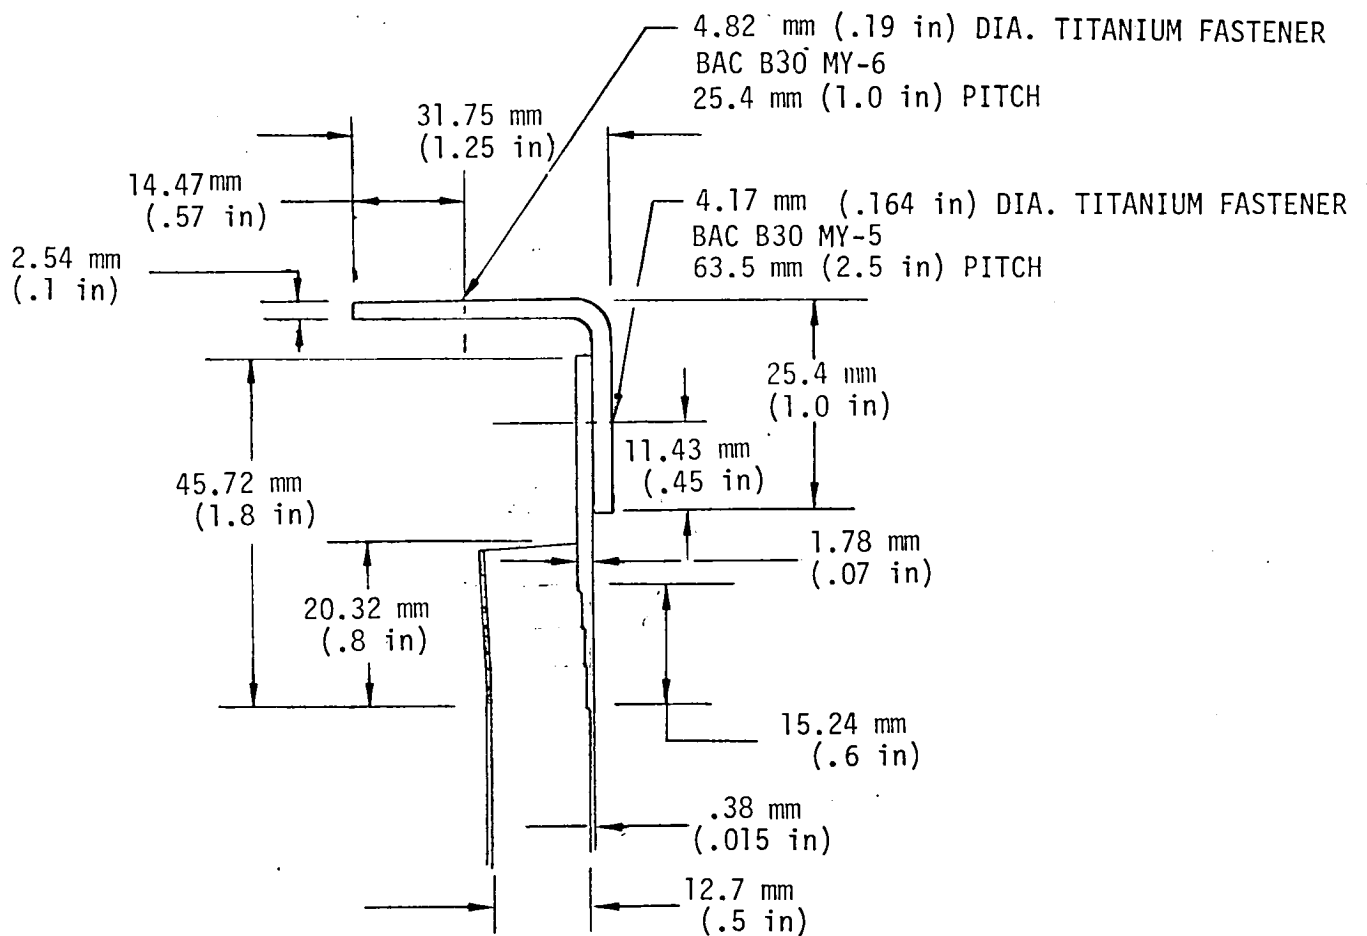 4.82 mm (.19 in) DIA. TITANIUM FASTENER
BAC B30 MY-6
25.4 mm (1.0 in) PITCH
31.75 mm
(1.25 in)
14.47 mm
(.57 in)
4.17 mm (.164 in) DIA. TITANIUM FASTENER
BAC B30 MY-5
63.5 mm (2.5 in) PITCH
2.54 mm
(.1 in)
25.4 mm
(1.0 in)
11.43 mm
(.45 in)
45.72 mm
(1.8 in)
1.78 mm
(.07 in)
20.32 mm
(.8 in)
15.24 mm
(.6 in)
.38 mm
(.015 in)
12.7 mm
(.5 in)